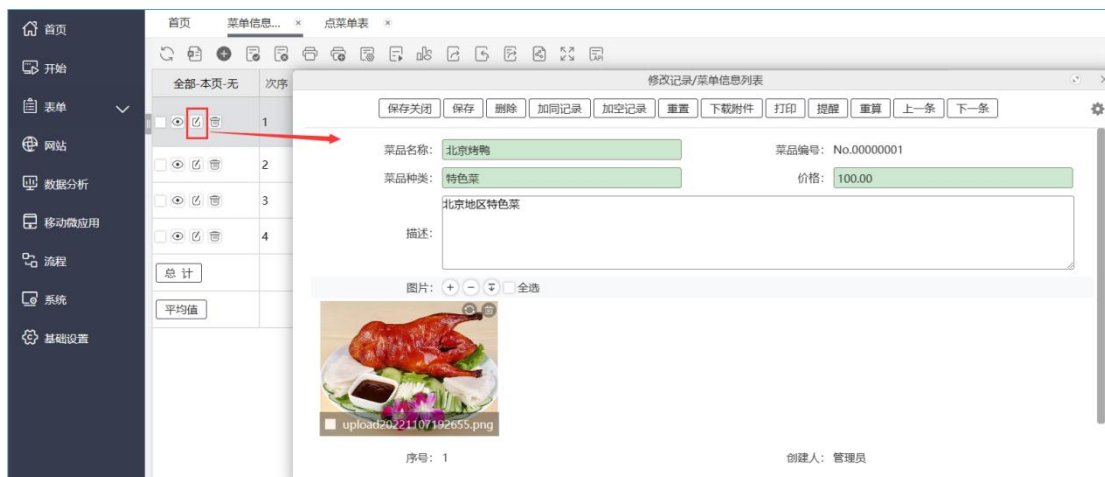 首页
开始
表单
网站
数据分析
移动微应用
流程
系统
基础设置
首页 菜单信息... × 点菜单表 ×
全部-本页-无 次序
1
2
3
4
总 计
平均值
修改记录/菜单信息列表
保存关闭 保存 删除 加同记录 加空记录 重置 下载附件 打印 提醒 重算 上一条 下一条
菜品名称： 北京烤鸭 菜品编号： No.00000001
菜品种类： 特色菜 价格： 100.00
描述： 北京地区特色菜
图片： 全选
upload20221107192655.png
序号： 1 创建人： 管理员